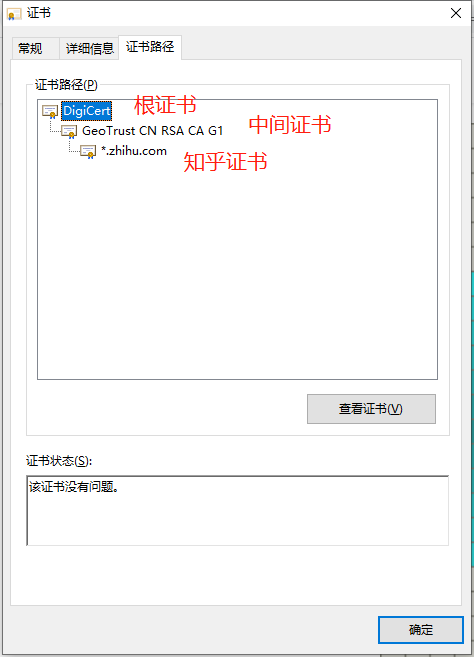 证书
常规 详细信息 证书路径
证书路径(P)
DigiCert 根证书
GeoTrust CN RSA CA G1 中间证书
*.zhihu.com 知乎证书
查看证书(V)
证书状态(S):
该证书没有问题。
确定